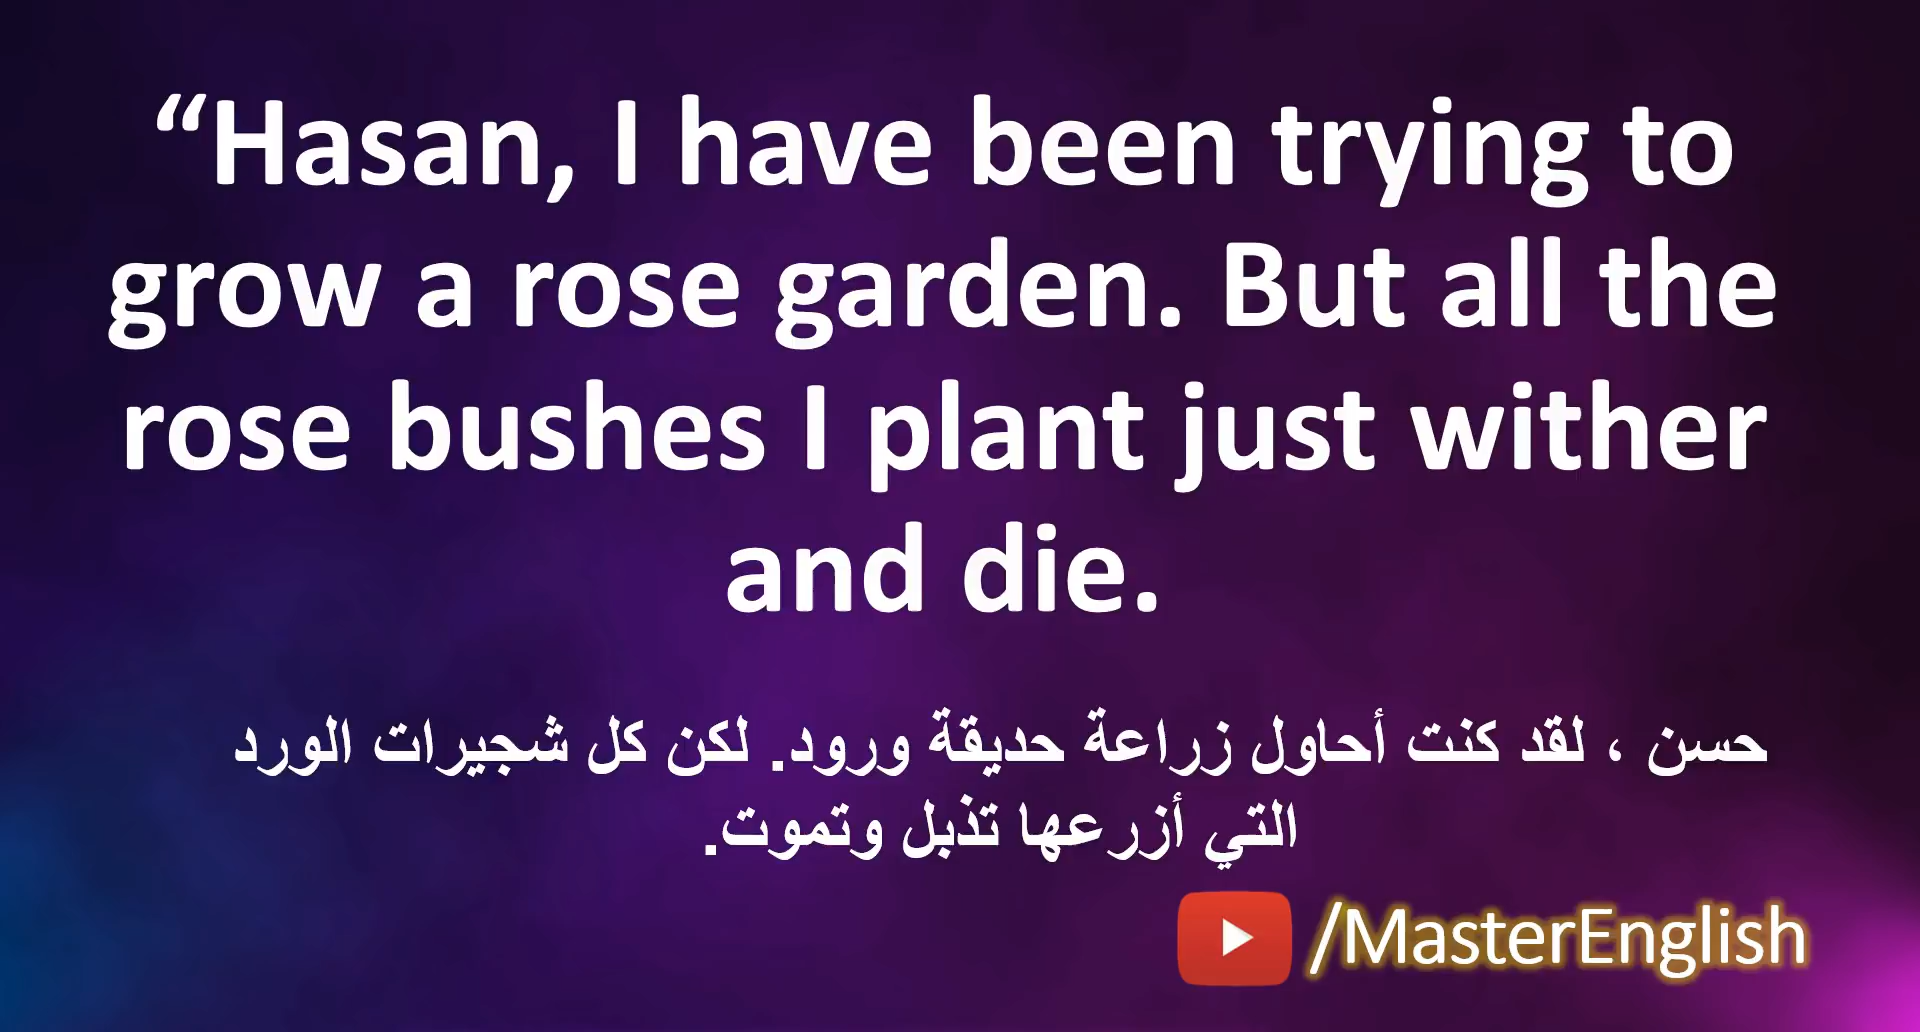 “Hasan, I have been trying to
grow a rose garden. But all the
rose bushes I plant just wither
and die.
حسن ، لقد كنت أحاول زراعة حديقة ورود. لكن كل شجيرات الورد
التي أزرعها تذبل وتموت.
/MasterEnglish